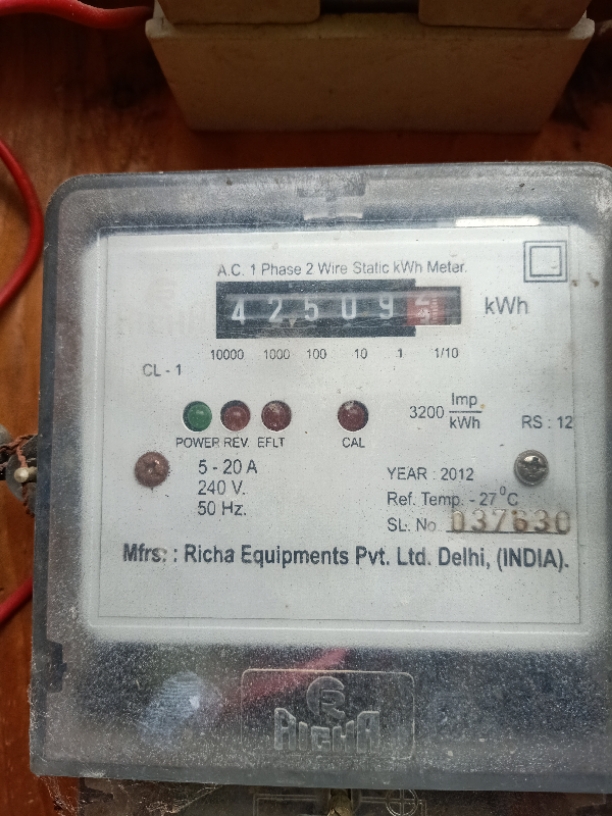 A.C. 1 Phase 2 Wire Static kWh Meter.
4 2 5 0 9 kWh
10000 1000 100 10 1 1/10
CL - 1
3200 Imp/kWh
RS : 12
POWER REV. EFLT CAL
5 - 20 A
240 V.
50 Hz.
YEAR : 2012
Ref. Temp. - 27°C
SL. No 037630
Mfrs. : Richa Equipments Pvt. Ltd. Delhi, (INDIA).
R
RICHA